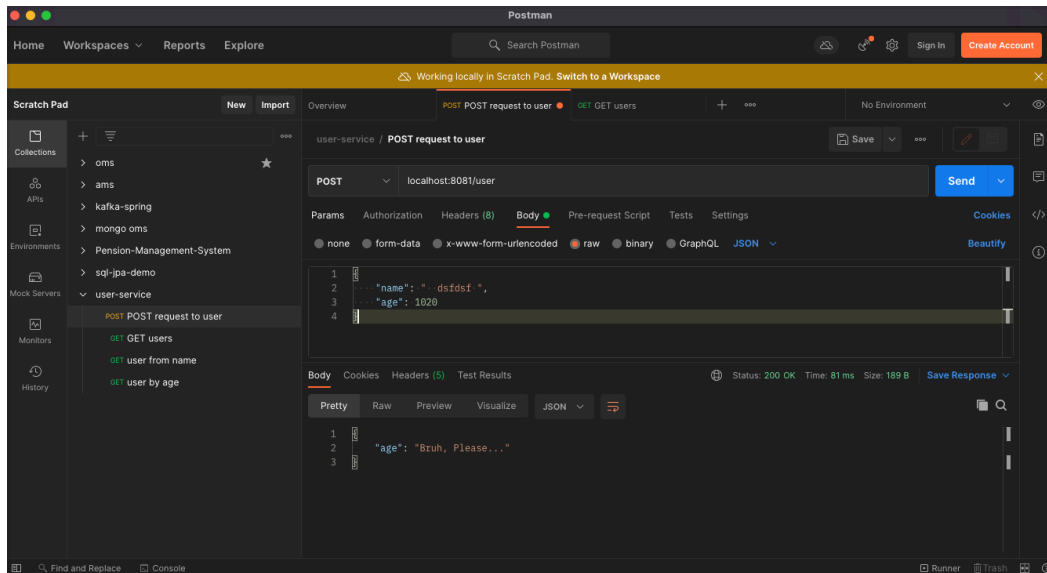 Postman
Home Workspaces Reports Explore Search Postman Sign In Create Account
Working locally in Scratch Pad. Switch to a Workspace
Scratch Pad New Import
Overview POST POST request to user GET GET users No Environment
Collections
APIs
Environments
Mock Servers
Monitors
History
oms
ams
kafka-spring
mongo oms
Pension-Management-System
sql-jpa-demo
user-service
POST POST request to user
GET GET users
GET user from name
GET user by age
user-service / POST request to user Save
POST localhost:8081/user Send
Params Authorization Headers (8) Body Pre-request Script Tests Settings Cookies
none form-data x-www-form-urlencoded raw binary GraphQL JSON Beautify
1 {
2 "name": "  dsfdsf ",
3 "age": 1020
4 }
Body Cookies Headers (5) Test Results Status: 200 OK Time: 81 ms Size: 189 B Save Response
Pretty Raw Preview Visualize JSON
1 {
2 "age": "Bruh, Please..."
3 }
Find and Replace Console Runner Trash